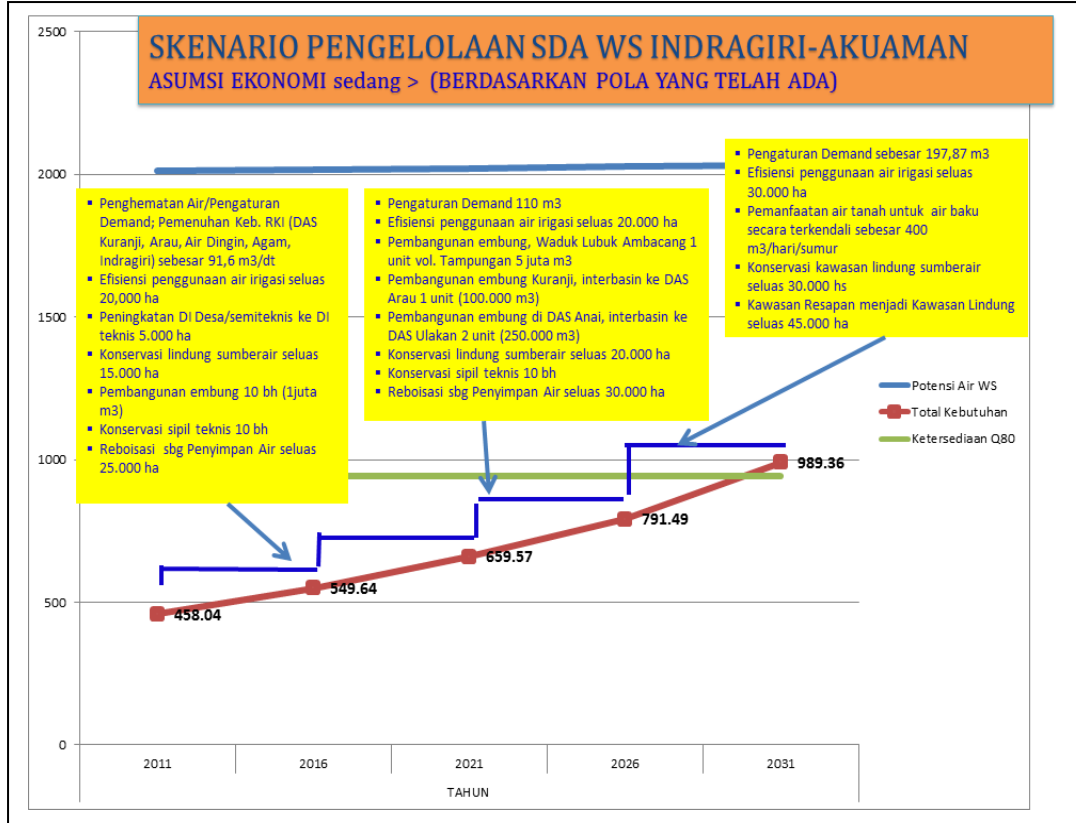 SKENARIO PENGELOLAAN SDA WS INDRAGIRI-AKUAMAN
ASUMSI EKONOMI sedang > (BERDASARKAN POLA YANG TELAH ADA)
2500
2000
1500
1000
500
0
▪ Penghematan Air/Pengaturan
Demand; Pemenuhan Keb. RKI (DAS
Kuranji, Arau, Air Dingin, Agam,
Indragiri) sebesar 91,6 m3/dt
▪ Efisiensi penggunaan air irigasi seluas
20,000 ha
▪ Peningkatan DI Desa/semiteknis ke DI
teknis 5.000 ha
▪ Konservasi lindung sumberair seluas
15.000 ha
▪ Pembangunan embung 10 bh (1juta
m3)
▪ Konservasi sipil teknis 10 bh
▪ Reboisasi sbg Penyimpan Air seluas
25.000 ha
▪ Pengaturan Demand 110 m3
▪ Efisiensi penggunaan air irigasi seluas 20.000 ha
▪ Pembangunan embung, Waduk Lubuk Ambacang 1
unit vol. Tampungan 5 juta m3
▪ Pembangunan embung Kuranji, interbasin ke DAS
Arau 1 unit (100.000 m3)
▪ Pembangunan embung di DAS Anai, interbasin ke
DAS Ulakan 2 unit (250.000 m3)
▪ Konservasi lindung sumberair seluas 20.000 ha
▪ Konservasi sipil teknis 10 bh
▪ Reboisasi sbg Penyimpan Air seluas 30.000 ha
▪ Pengaturan Demand sebesar 197,87 m3
▪ Efisiensi penggunaan air irigasi seluas
30.000 ha
▪ Pemanfaatan air tanah untuk air baku
secara terkendali sebesar 400
m3/hari/sumur
▪ Konservasi kawasan lindung sumberair
seluas 30.000 hs
▪ Kawasan Resapan menjadi Kawasan Lindung
seluas 45.000 ha
Potensi Air WS
Total Kebutuhan
Ketersediaan Q80
458.04
549.64
659.57
791.49
989.36
2011
2016
2021
2026
2031
TAHUN